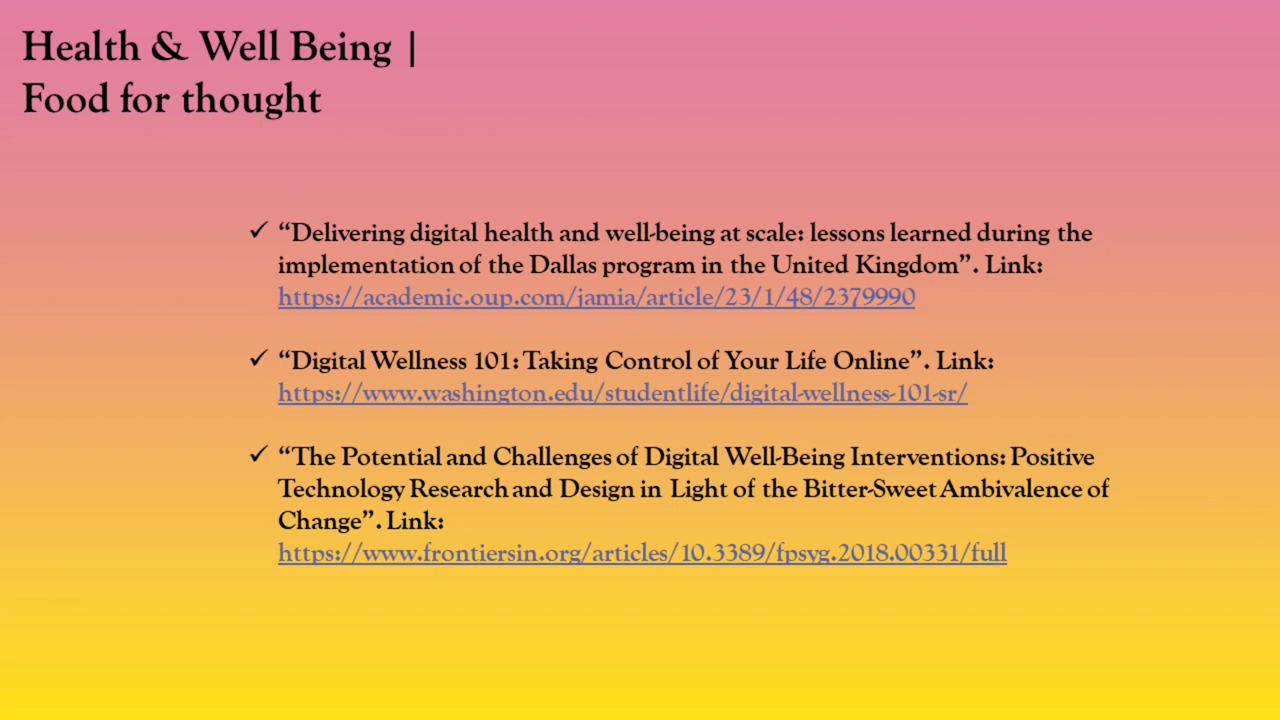 Health & Well Being |
Food for thought
✓ “Delivering digital health and well-being at scale: lessons learned during the
implementation of the Dallas program in the United Kingdom”. Link:
https://academic.oup.com/jamia/article/23/1/48/2379990
✓ “Digital Wellness 101: Taking Control of Your Life Online”. Link:
https://www.washington.edu/studentlife/digital-wellness-101-sr/
✓ “The Potential and Challenges of Digital Well-Being Interventions: Positive
Technology Research and Design in Light of the Bitter-Sweet Ambivalence of
Change”. Link:
https://www.frontiersin.org/articles/10.3389/fpsyg.2018.00331/full